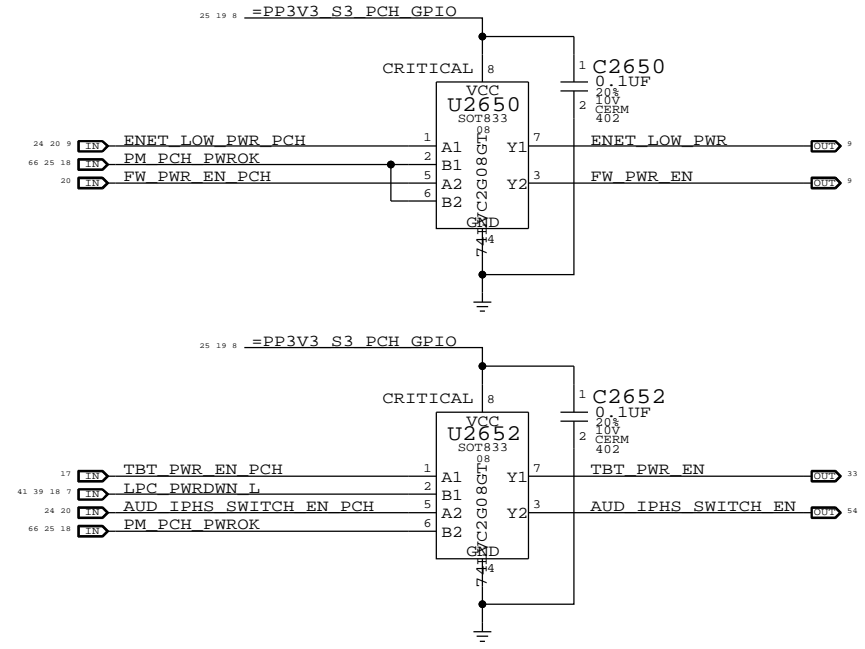 25 19 8 =PP3V3_S3_PCH_GPIO
CRITICAL 8
1 C2650
0.1UF
20%
10V
CERM
402
2
VCC
U2650
SOT833
08
74LVC2G08GT
24 20 9 IN ENET_LOW_PWR_PCH 1 A1 Y1 7 ENET_LOW_PWR OUT 9
66 25 18 IN PM_PCH_PWROK 2 B1
20 IN FW_PWR_EN_PCH 5 A2 Y2 3 FW_PWR_EN OUT 9
6 B2
GND
4
25 19 8 =PP3V3_S3_PCH_GPIO
CRITICAL 8
1 C2652
0.1UF
20%
10V
CERM
402
2
VCC
U2652
SOT833
08
74LVC2G08GT
17 IN TBT_PWR_EN_PCH 1 A1 Y1 7 TBT_PWR_EN OUT 33
41 39 18 7 IN LPC_PWRDWN_L 2 B1
24 20 IN AUD_IPHS_SWITCH_EN_PCH 5 A2 Y2 3 AUD_IPHS_SWITCH_EN OUT 54
66 25 18 IN PM_PCH_PWROK 6 B2
GND
4